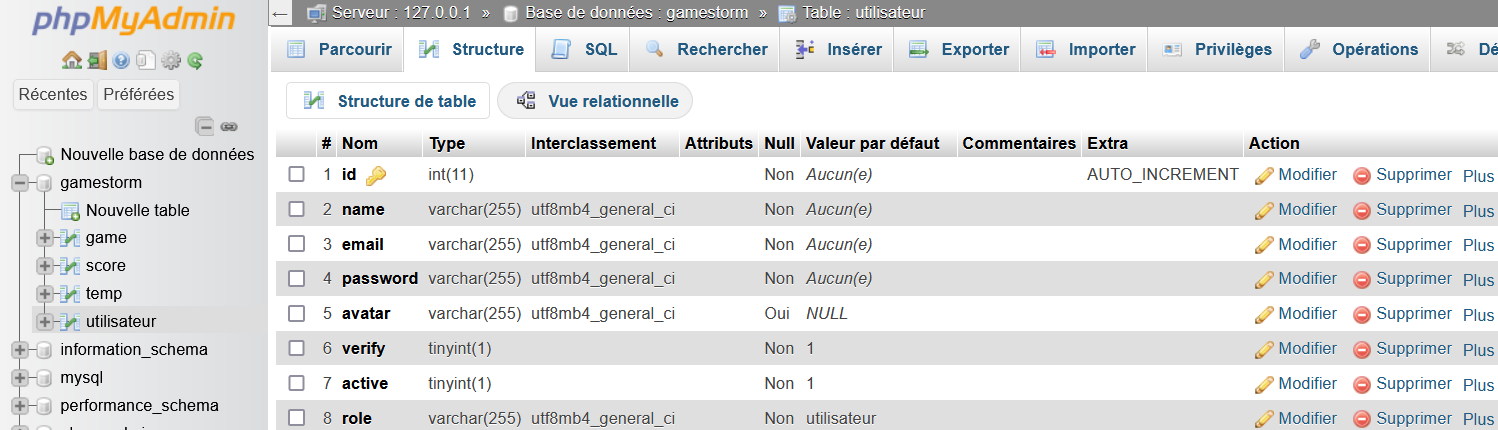 phpMyAdmin
Récentes Préférées
Nouvelle base de données
gamestorm
Nouvelle table
game
score
temp
utilisateur
information_schema
mysql
performance_schema
← Serveur : 127.0.0.1 » Base de données : gamestorm » Table : utilisateur
Parcourir Structure SQL Rechercher Insérer Exporter Importer Privilèges Opérations Dé
Structure de table Vue relationnelle
# Nom Type Interclassement Attributs Null Valeur par défaut Commentaires Extra Action
1 id int(11) Non Aucun(e) AUTO_INCREMENT Modifier Supprimer Plus
2 name varchar(255) utf8mb4_general_ci Non Aucun(e) Modifier Supprimer Plus
3 email varchar(255) utf8mb4_general_ci Non Aucun(e) Modifier Supprimer Plus
4 password varchar(255) utf8mb4_general_ci Non Aucun(e) Modifier Supprimer Plus
5 avatar varchar(255) utf8mb4_general_ci Oui NULL Modifier Supprimer Plus
6 verify tinyint(1) Non 1 Modifier Supprimer Plus
7 active tinyint(1) Non 1 Modifier Supprimer Plus
8 role varchar(255) utf8mb4_general_ci Non utilisateur Modifier Supprimer Plus